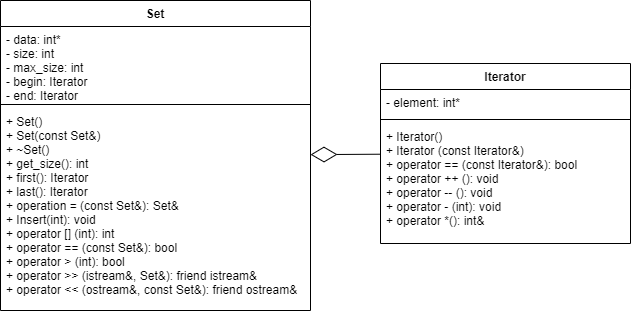 Set
- data: int*
- size: int
- max_size: int
- begin: Iterator
- end: Iterator
+ Set()
+ Set(const Set&)
+ ~Set()
+ get_size(): int
+ first(): Iterator
+ last(): Iterator
+ operation = (const Set&): Set&
+ Insert(int): void
+ operator [] (int): int
+ operator == (const Set&): bool
+ operator > (int): bool
+ operator >> (istream&, Set&): friend istream&
+ operator << (ostream&, const Set&): friend ostream&
Iterator
- element: int*
+ Iterator()
+ Iterator (const Iterator&)
+ operator == (const Iterator&): bool
+ operator ++ (): void
+ operator -- (): void
+ operator - (int): void
+ operator *(): int&